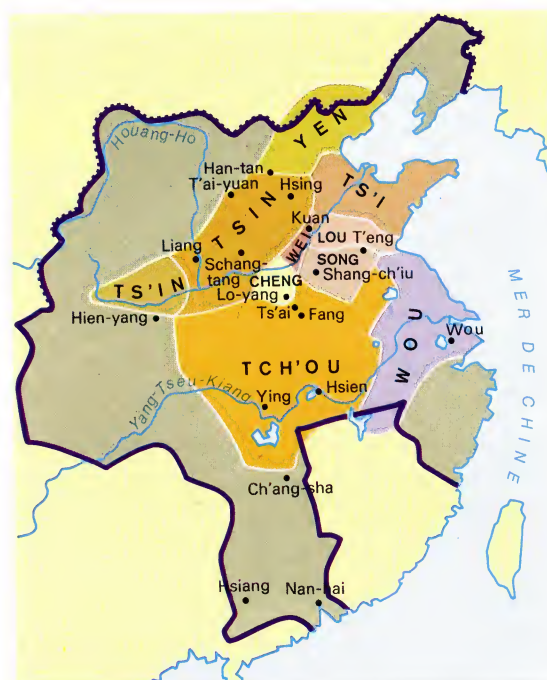 Houang-Ho
YEN
Han-tan
T'ai-yuan
Hsing
TS'I
TSIN
Kuan
WEI
LOU T'eng
Liang
Schang-
tang
SONG
Shang-ch'iu
CHENG
TS'IN
Lo-yang
Hien-yang
Ts'ai
Fang
MER DE CHINE
WOU
Wou
TCH'OU
Yang-Tseu-Kiang
Ying
Hsien
Ch'ang-sha
Hsiang
Nan-hai